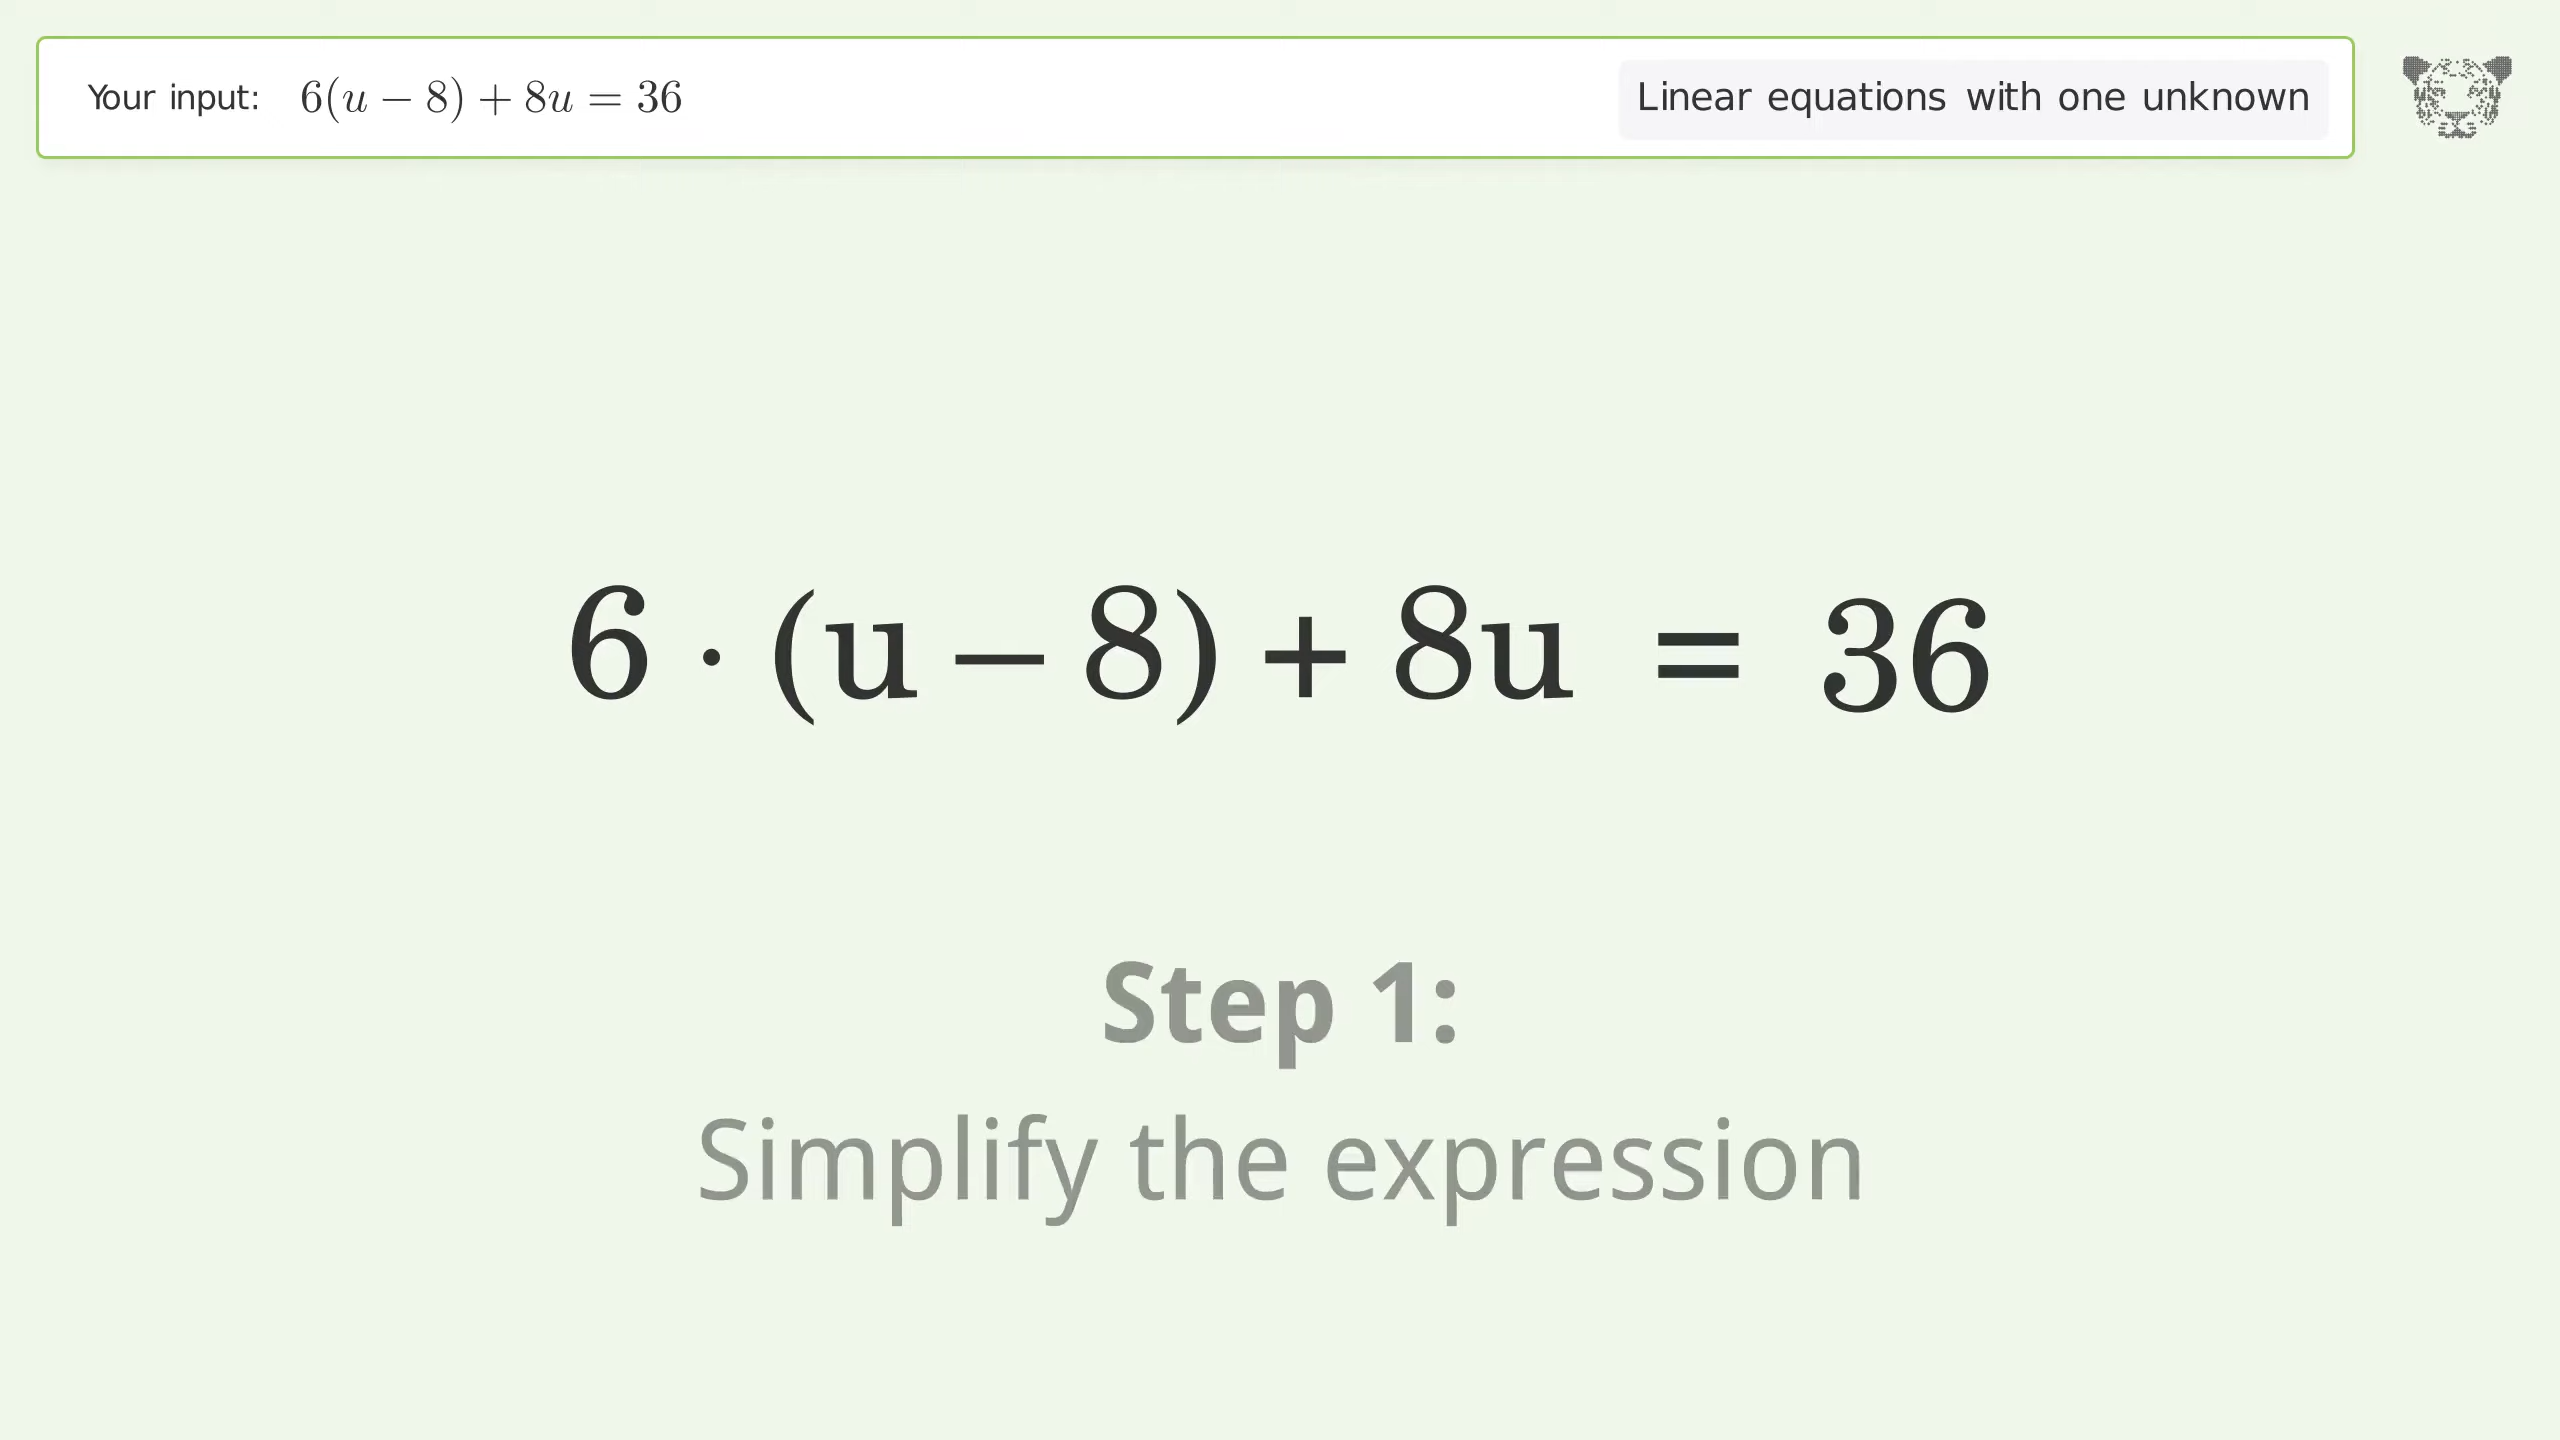 Your input: 6(u − 8) + 8u = 36
Linear equations with one unknown
6 · (u – 8) + 8u = 36
Step 1:
Simplify the expression